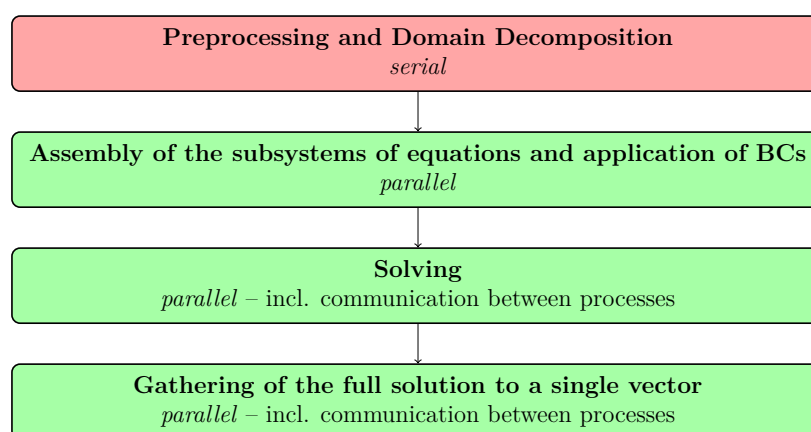 Preprocessing and Domain Decomposition
serial
Assembly of the subsystems of equations and application of BCs
parallel
Solving
parallel – incl. communication between processes
Gathering of the full solution to a single vector
parallel – incl. communication between processes